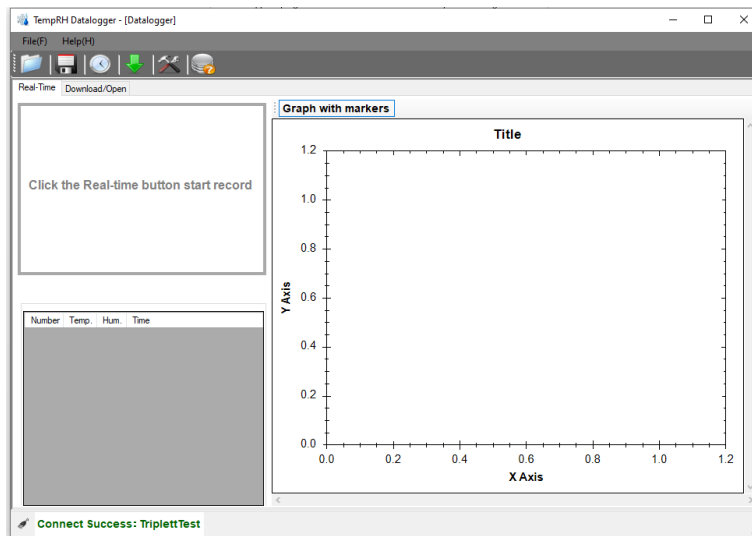 TempRH Datalogger - [Datalogger]
File(F) Help(H)
Real-Time Download/Open
Click the Real-time button start record
Number Temp. Hum. Time
Graph with markers
Title
Y Axis
1.2
1.0
0.8
0.6
0.4
0.2
0.0
0.0 0.2 0.4 0.6 0.8 1.0 1.2
X Axis
Connect Success: TriplettTest